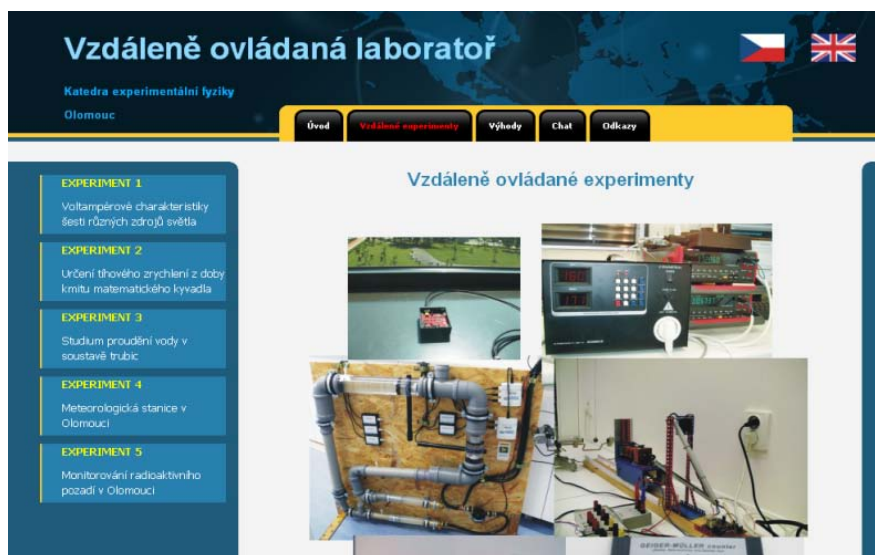 Vzdáleně ovládaná laboratoř
Katedra experimentální fyziky
Olomouc
Úvod
Vzdálené experimenty
Výhody
Chat
Odkazy
EXPERIMENT 1
Voltampérové charakteristiky
šesti různých zdrojů světla
EXPERIMENT 2
Určení tíhového zrychlení z doby
kmitu matematického kyvadla
EXPERIMENT 3
Studium proudění vody v
soustavě trubic
EXPERIMENT 4
Meteorologická stanice v
Olomouci
EXPERIMENT 5
Monitorování radioaktivního
pozadí v Olomouci
Vzdáleně ovládané experimenty
GEIGER-MÜLLER counter